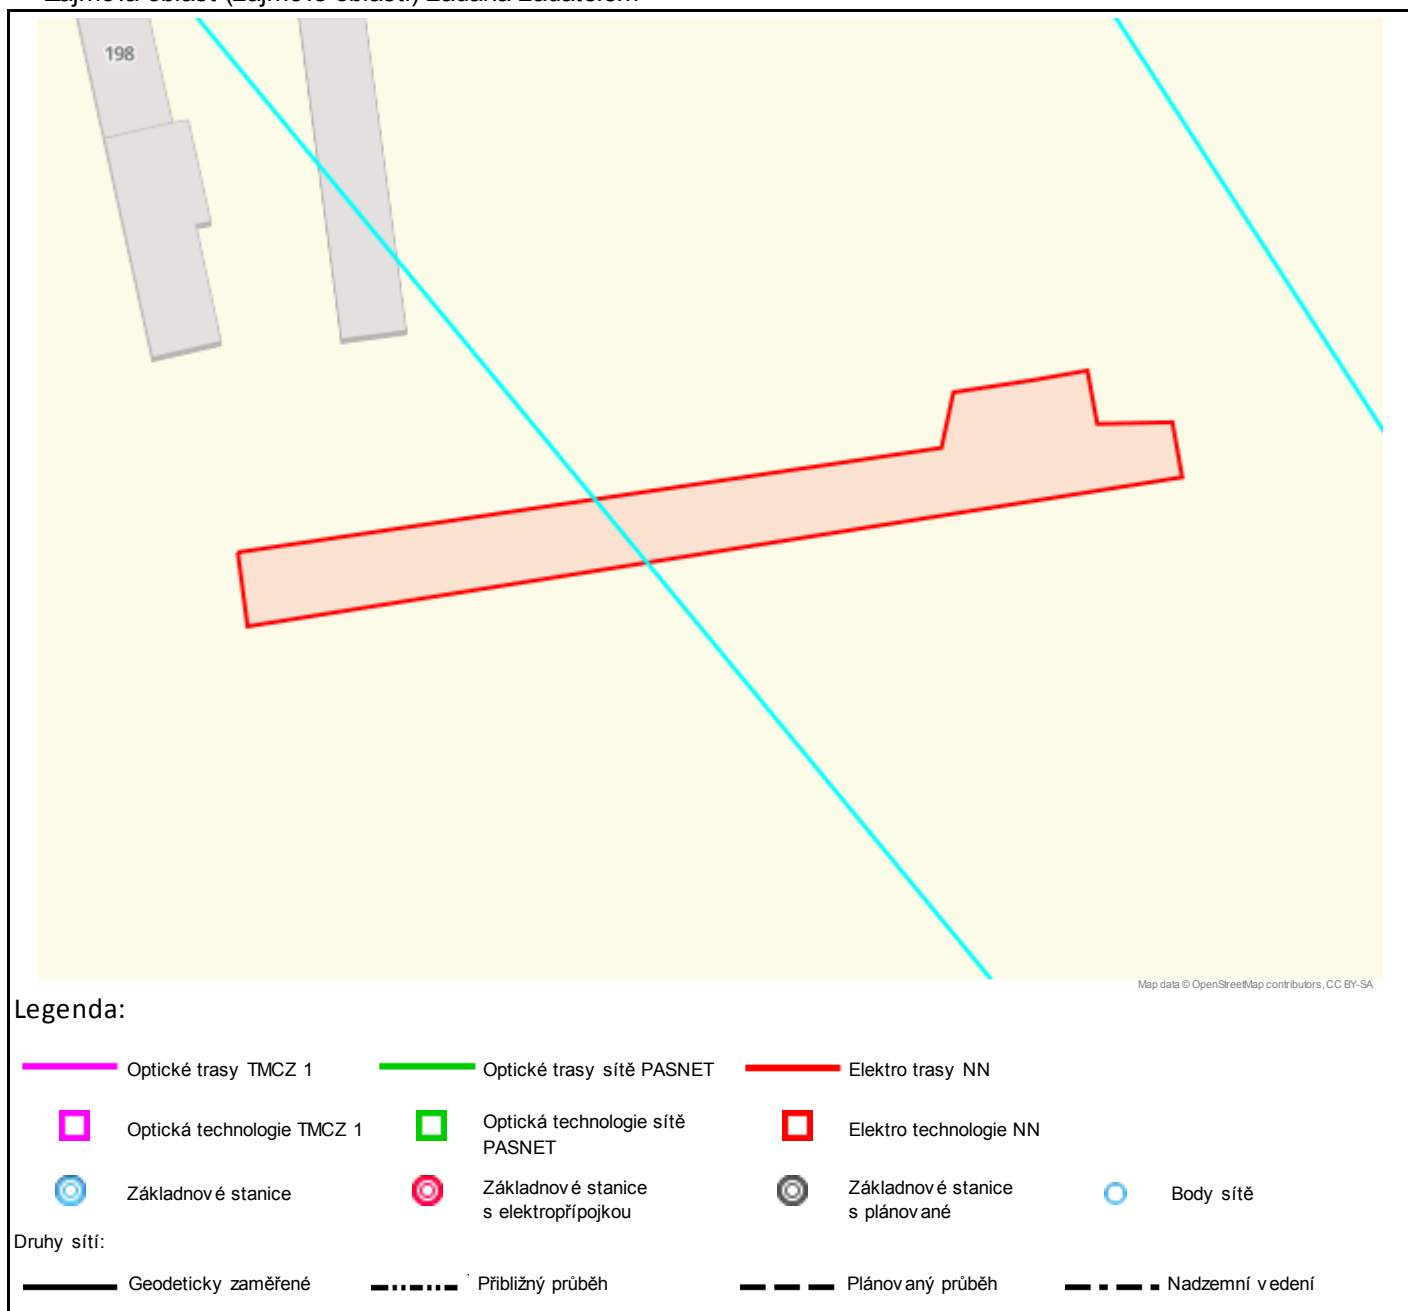 198
Map data © OpenStreetMap contributors, CC BY-SA
Legenda:
Optické trasy TMCZ 1
Optické trasy sítě PASNET
Elektro trasy NN
Optická technologie TMCZ 1
Optická technologie sítě
PASNET
Elektro technologie NN
Základnové stanice
Základnové stanice
s elektropřípojkou
Základnové stanice
s plánované
Body sítě
Druhy sítí:
Geodeticky zaměřené
Přibližný průběh
Plánovaný průběh
Nadzemní vedení